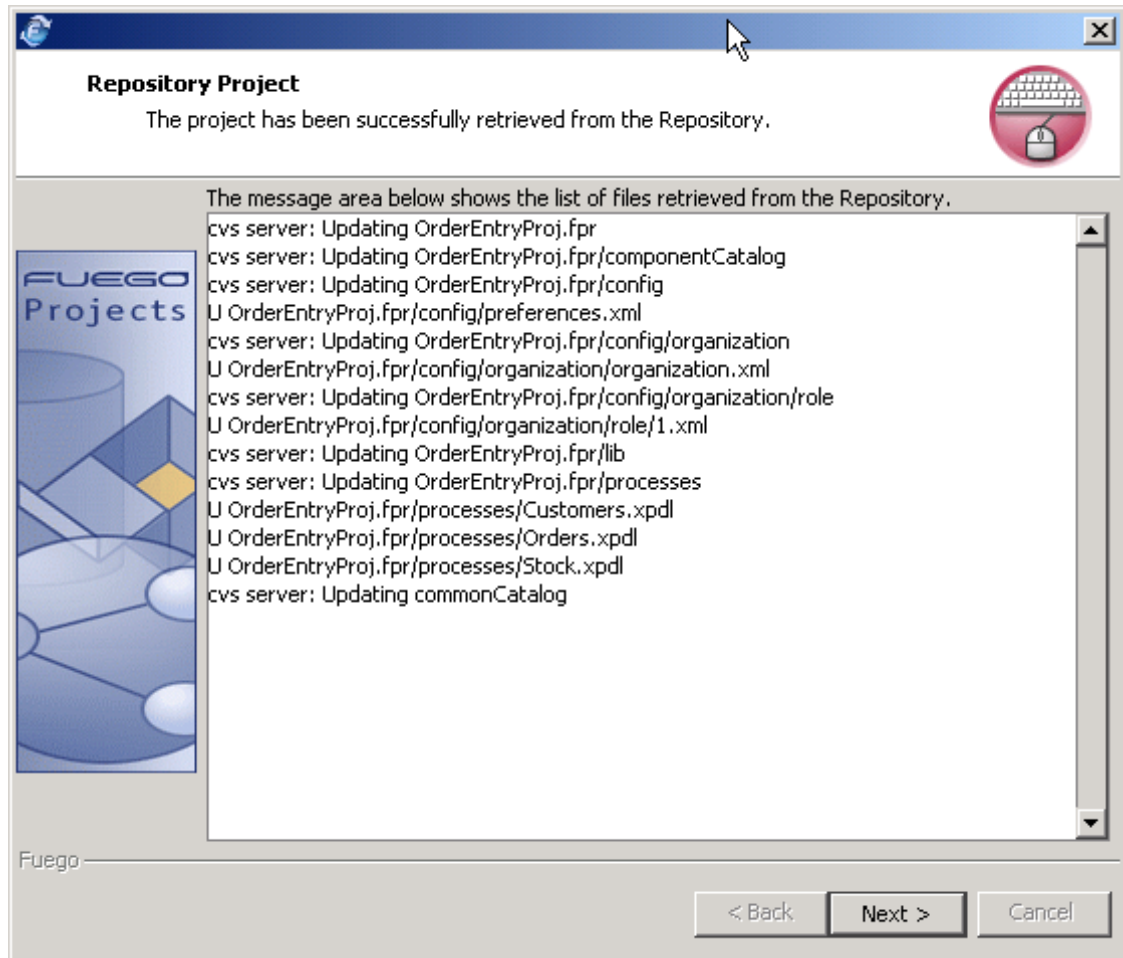 Repository Project
The project has been successfully retrieved from the Repository.
The message area below shows the list of files retrieved from the Repository.
FUEGO
Projects
cvs server: Updating OrderEntryProj.fpr
cvs server: Updating OrderEntryProj.fpr/componentCatalog
cvs server: Updating OrderEntryProj.fpr/config
U OrderEntryProj.fpr/config/preferences.xml
cvs server: Updating OrderEntryProj.fpr/config/organization
U OrderEntryProj.fpr/config/organization/organization.xml
cvs server: Updating OrderEntryProj.fpr/config/organization/role
U OrderEntryProj.fpr/config/organization/role/1.xml
cvs server: Updating OrderEntryProj.fpr/lib
cvs server: Updating OrderEntryProj.fpr/processes
U OrderEntryProj.fpr/processes/Customers.xpdl
U OrderEntryProj.fpr/processes/Orders.xpdl
U OrderEntryProj.fpr/processes/Stock.xpdl
cvs server: Updating commonCatalog
Fuego
< Back
Next >
Cancel